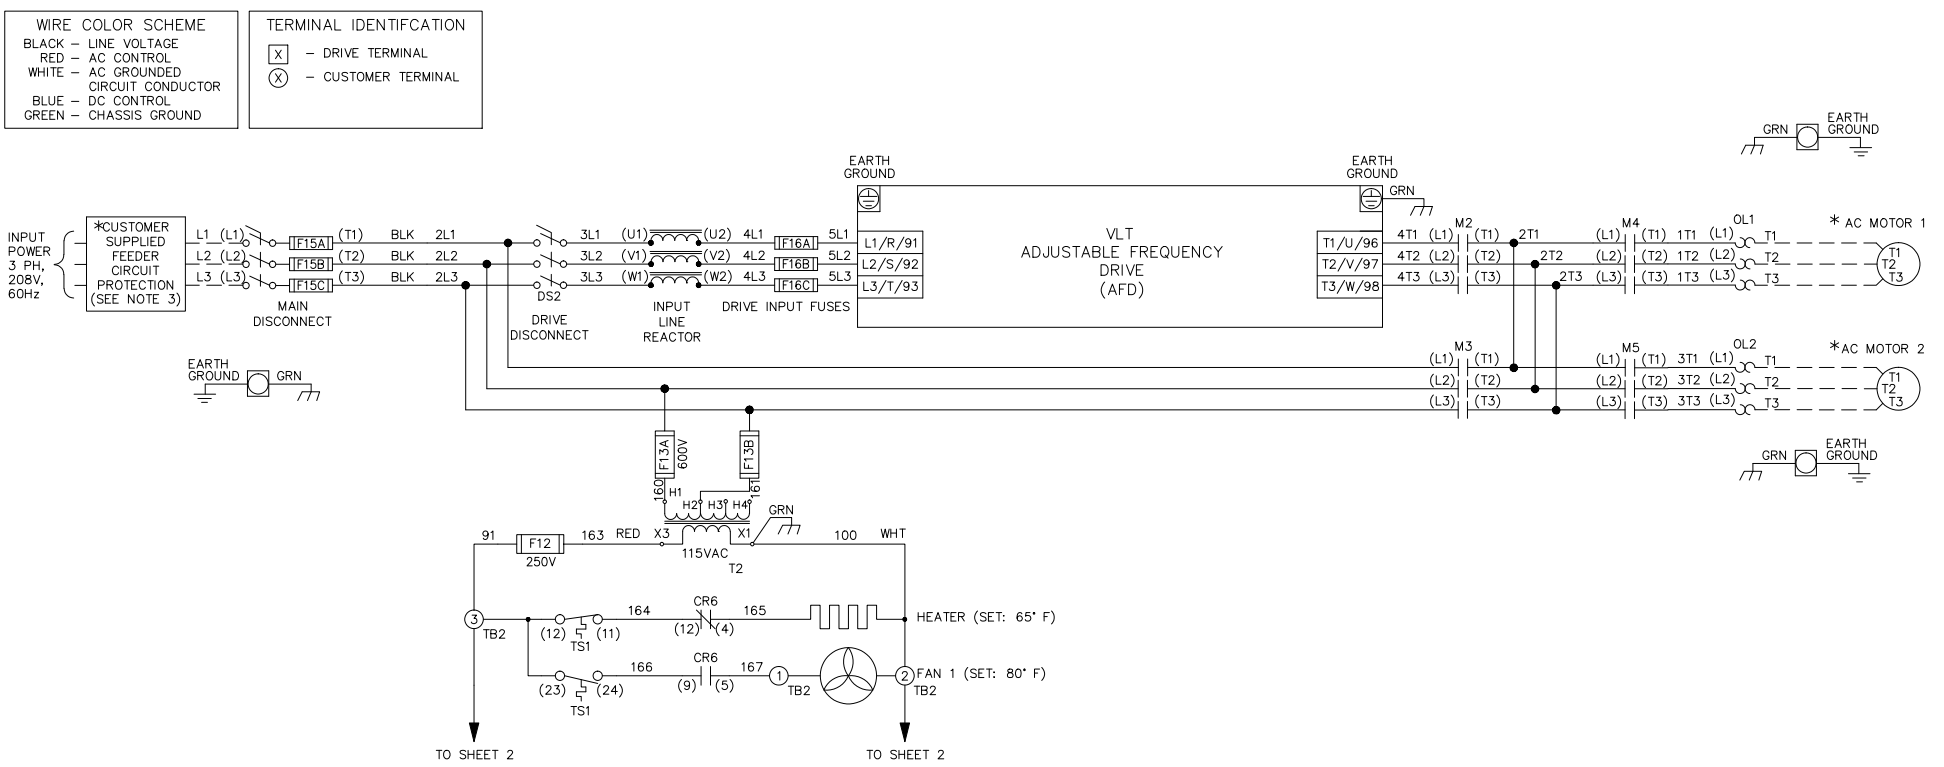 WIRE COLOR SCHEME
BLACK – LINE VOLTAGE
RED – AC CONTROL
WHITE – AC GROUNDED
CIRCUIT CONDUCTOR
BLUE – DC CONTROL
GREEN – CHASSIS GROUND
TERMINAL IDENTIFCATION
X – DRIVE TERMINAL
X – CUSTOMER TERMINAL
GRN
EARTH
GROUND
EARTH
GROUND
EARTH
GROUND
GRN
INPUT
POWER
3 PH,
208V,
60Hz
*CUSTOMER
SUPPLIED
FEEDER
CIRCUIT
PROTECTION
(SEE NOTE 3)
L1 (L1) F15A (T1) BLK 2L1 3L1 (U1) (U2) 4L1 F16A 5L1 L1/R/91
L2 (L2) F15B (T2) BLK 2L2 3L2 (V1) (V2) 4L2 F16B 5L2 L2/S/92
L3 (L3) F15C (T3) BLK 2L3 3L3 (W1) (W2) 4L3 F16C 5L3 L3/T/93
MAIN
DISCONNECT
DS2
DRIVE
DISCONNECT
INPUT
LINE
REACTOR
DRIVE INPUT FUSES
VLT
ADJUSTABLE FREQUENCY
DRIVE
(AFD)
M2 M4 OL1
* AC MOTOR 1
T1/U/96 4T1 (L1) (T1) 2T1 (L1) (T1) 1T1 (L1) T1 T1
T2/V/97 4T2 (L2) (T2) 2T2 (L2) (T2) 1T2 (L2) T2 T2
T3/W/98 4T3 (L3) (T3) 2T3 (L3) (T3) 1T3 (L3) T3 T3
EARTH
GROUND
GRN
M3 M5 OL2
*AC MOTOR 2
(L1) (T1) (L1) (T1) 3T1 (L1) T1 T1
(L2) (T2) (L2) (T2) 3T2 (L2) T2 T2
(L3) (T3) (L3) (T3) 3T3 (L3) T3 T3
GRN
EARTH
GROUND
F13A
600V
F13B
160
161
H1
H2 H3 H4
GRN
91 F12 163 RED X3 X1 100 WHT
250V
115VAC
T2
3
TB2
(12) (11) 164 CR6 165
TS1
(12) (4)
HEATER (SET: 65° F)
(23) (24) 166 CR6 167 1
TS1
(9) (5)
TB2
2
TB2
FAN 1 (SET: 80° F)
TO SHEET 2
TO SHEET 2